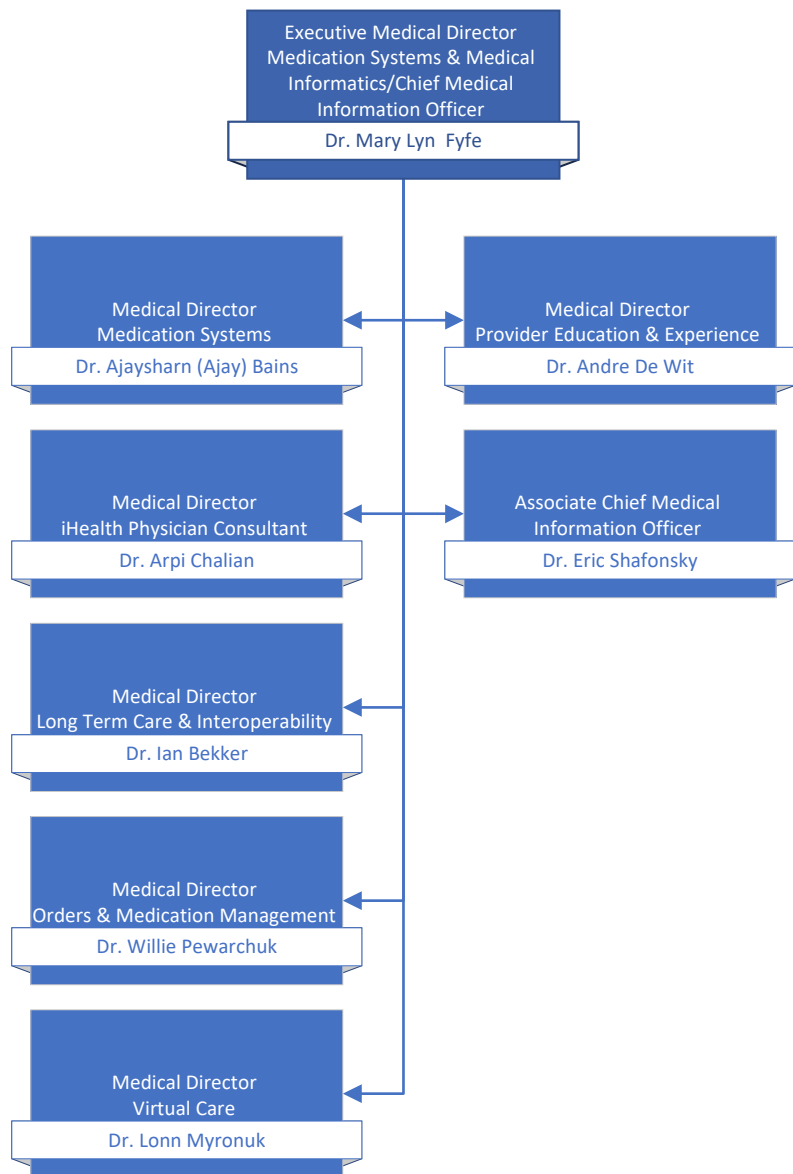 Executive Medical Director
Medication Systems & Medical
Informatics/Chief Medical
Information Officer
Dr. Mary Lyn Fyfe
Medical Director
Medication Systems
Dr. Ajaysharn (Ajay) Bains
Medical Director
Provider Education & Experience
Dr. Andre De Wit
Medical Director
iHealth Physician Consultant
Dr. Arpi Chalian
Associate Chief Medical
Information Officer
Dr. Eric Shafonsky
Medical Director
Long Term Care & Interoperability
Dr. Ian Bekker
Medical Director
Orders & Medication Management
Dr. Willie Pewarchuk
Medical Director
Virtual Care
Dr. Lonn Myronuk